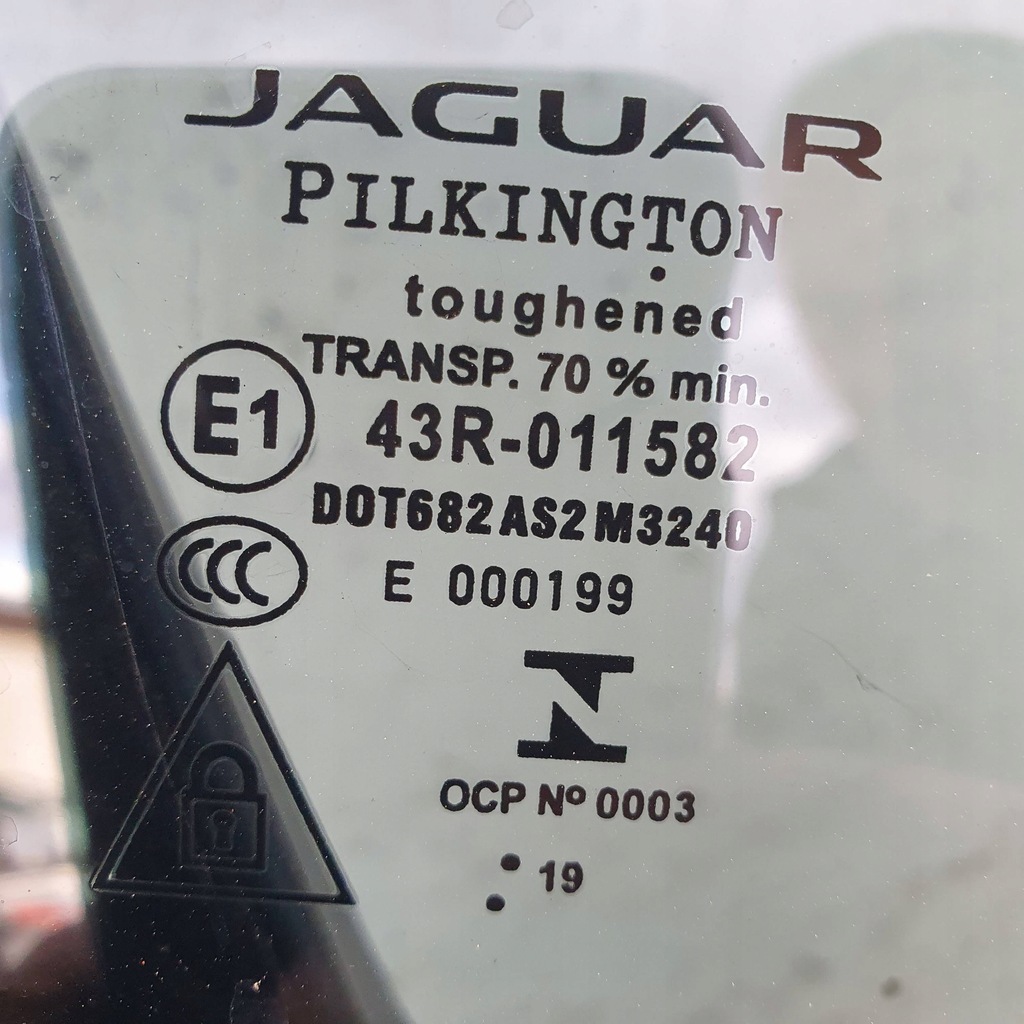 JAGUAR
PILKINGTON
toughened
TRANSP. 70 % min.
E1
43R-011582
DOT682 AS2 M3240
CCC
E 000199
OCP Nº 0003
19